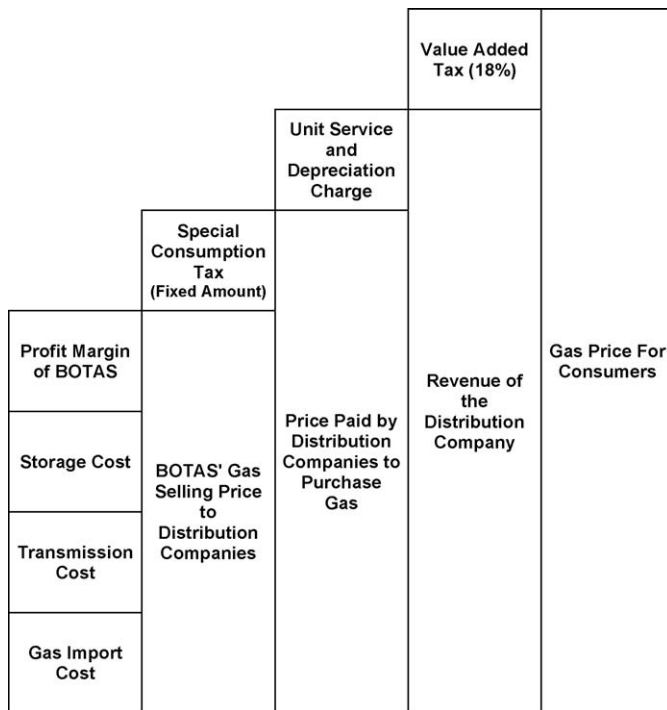 Value Added
Tax (18%)
Unit Service
and
Depreciation
Charge
Special
Consumption
Tax
(Fixed Amount)
Profit Margin
of BOTAS
Storage Cost
Transmission
Cost
Gas Import
Cost
BOTAS' Gas
Selling Price
to
Distribution
Companies
Price Paid by
Distribution
Companies to
Purchase
Gas
Revenue of
the
Distribution
Company
Gas Price For
Consumers